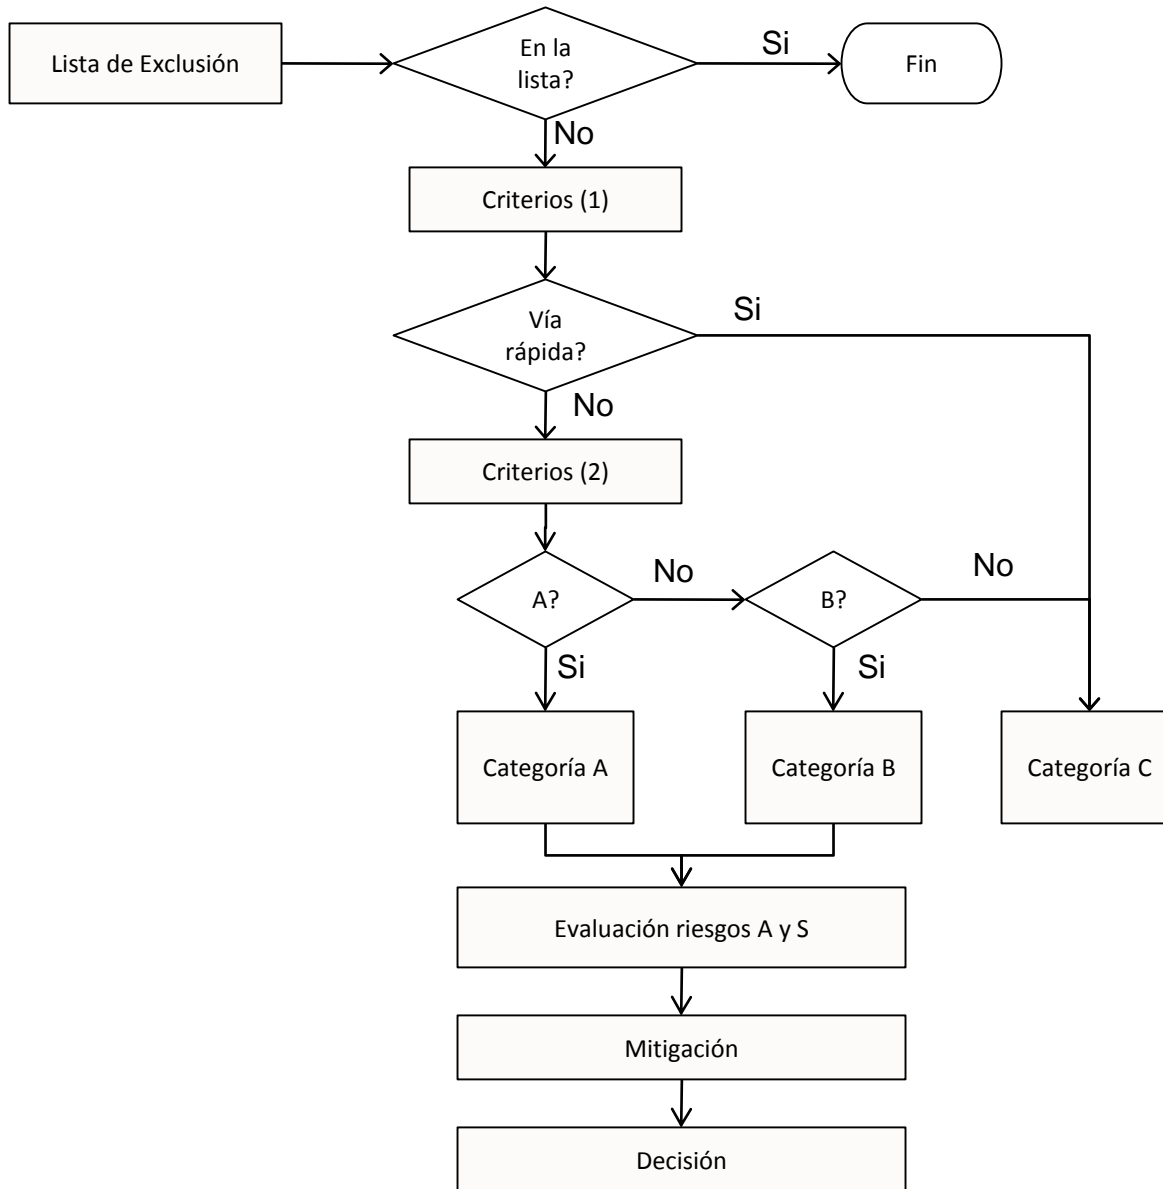 Lista de Exclusión
En la
lista?
Si
Fin
No
Criterios (1)
Vía
rápida?
Si
No
Criterios (2)
A?
No
B?
No
Si
Si
Categoría A
Categoría B
Categoría C
Evaluación riesgos A y S
Mitigación
Decisión